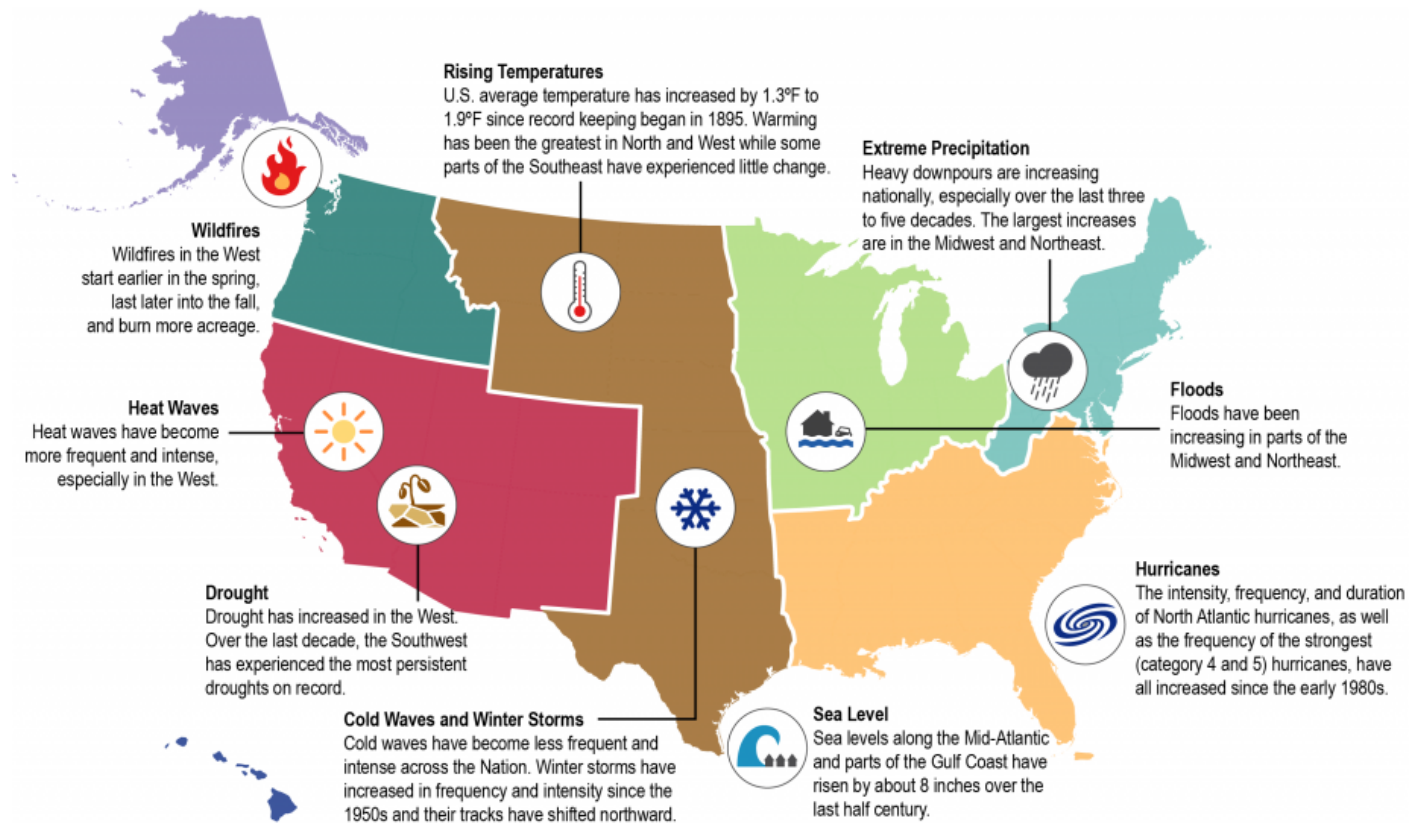 Rising Temperatures
U.S. average temperature has increased by 1.3ºF to
1.9ºF since record keeping began in 1895. Warming
has been the greatest in North and West while some
parts of the Southeast have experienced little change.
Extreme Precipitation
Heavy downpours are increasing
nationally, especially over the last three
to five decades. The largest increases
are in the Midwest and Northeast.
Wildfires
Wildfires in the West
start earlier in the spring,
last later into the fall,
and burn more acreage.
Heat Waves
Heat waves have become
more frequent and intense,
especially in the West.
Floods
Floods have been
increasing in parts of the
Midwest and Northeast.
Drought
Drought has increased in the West.
Over the last decade, the Southwest
has experienced the most persistent
droughts on record.
Hurricanes
The intensity, frequency, and duration
of North Atlantic hurricanes, as well
as the frequency of the strongest
(category 4 and 5) hurricanes, have
all increased since the early 1980s.
Cold Waves and Winter Storms
Cold waves have become less frequent and
intense across the Nation. Winter storms have
increased in frequency and intensity since the
1950s and their tracks have shifted northward.
Sea Level
Sea levels along the Mid-Atlantic
and parts of the Gulf Coast have
risen by about 8 inches over the
last half century.